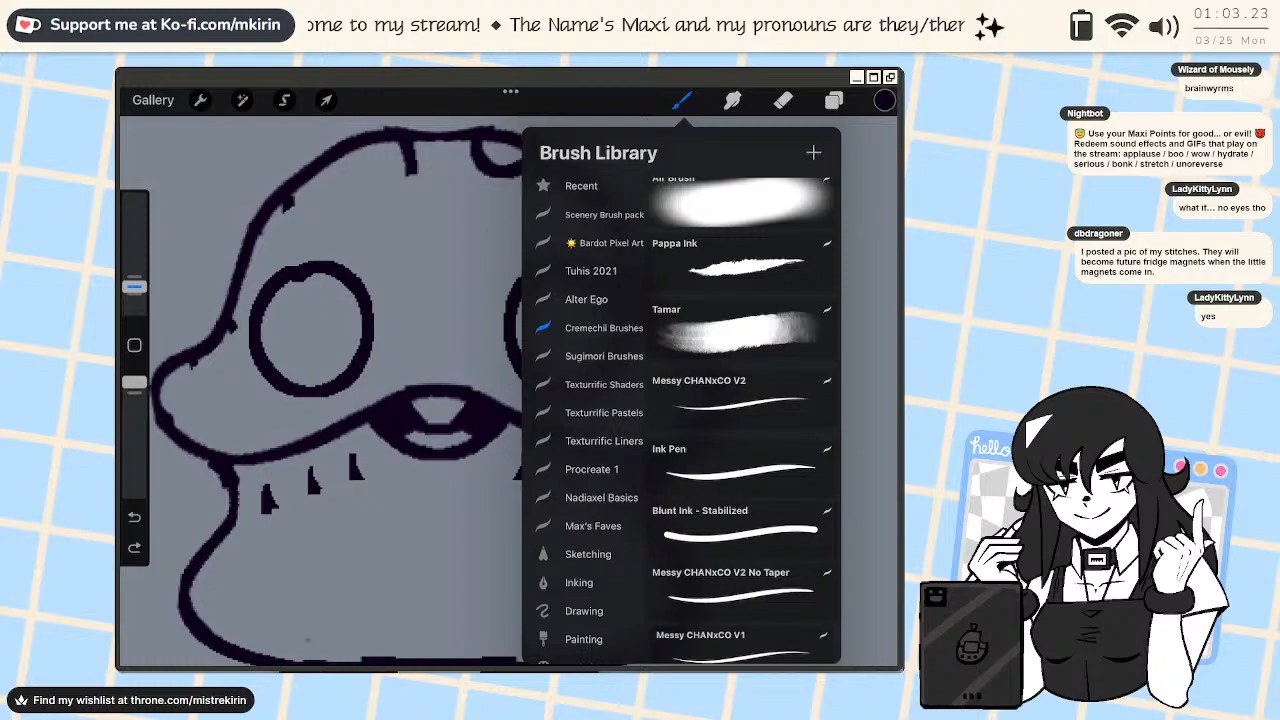 Support me at Ko-fi.com/mkirin
ome to my stream! ◆ The Name's Maxi and my pronouns are they/ther
01:03.23
03/25 Mon
Wizard of Mousely
brainwyrms
Nightbot
😇 Use your Maxi Points for good... or evil! 😈
Redeem sound effects and GIFs that play on
the stream: applause / boo / wow / hydrate /
serious / bonk / stretch / unoreverse
LadyKittyLynn
what if... no eyes tho
dbdragoner
I posted a pic of my stitches. They will
become future fridge magnets when the little
magnets come in.
LadyKittyLynn
yes
Gallery
Brush Library
Recent
Scenery Brush pack
☀️ Bardot Pixel Art
Tuhis 2021
Alter Ego
Cremechii Brushes
Sugimori Brushes
Texturrific Shaders
Texturrific Pastels
Texturrific Liners
Procreate 1
Nadiaxel Basics
Max's Faves
Sketching
Inking
Drawing
Painting
Air Brush
Pappa Ink
Tamar
Messy CHANxCO V2
Ink Pen
Blunt Ink - Stabilized
Messy CHANxCO V2 No Taper
Messy CHANxCO V1
hello
Find my wishlist at throne.com/mistrekirin